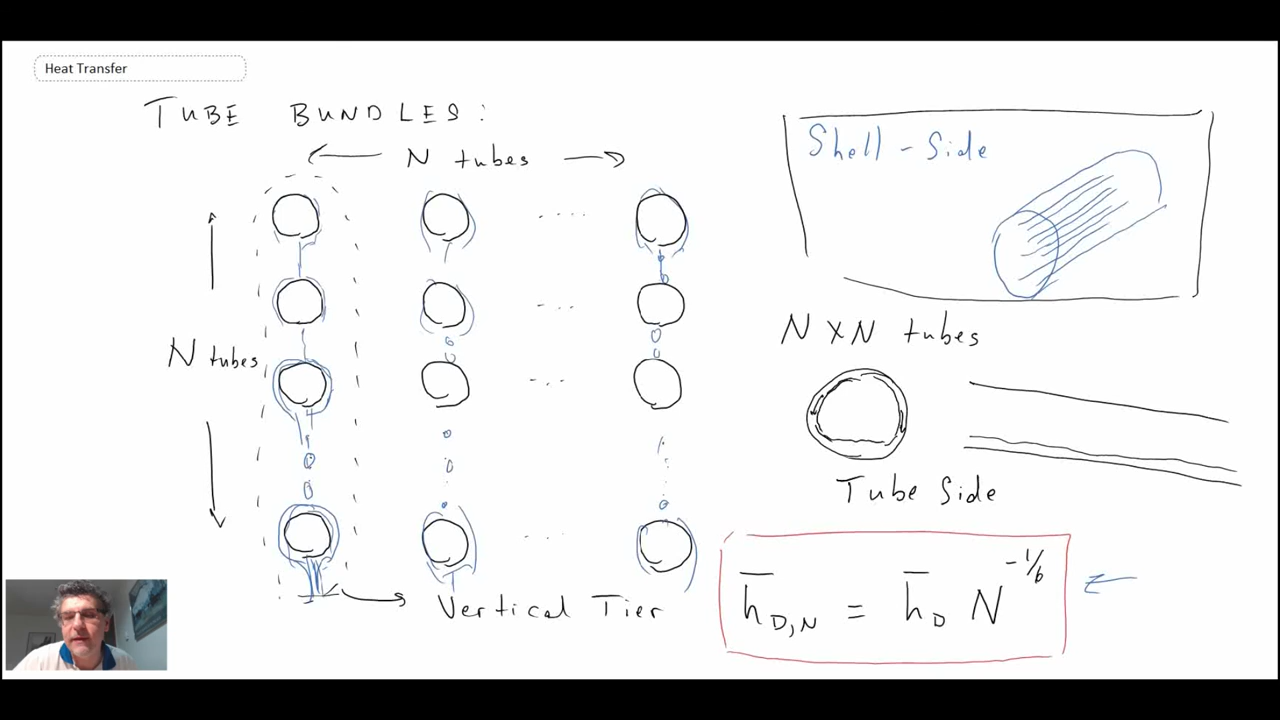 Heat Transfer
TUBE BUNDLES:
N tubes
N tubes
Vertical Tier
Shell-Side
N x N tubes
Tube Side
h̅D,N = h̅D N^-1/6